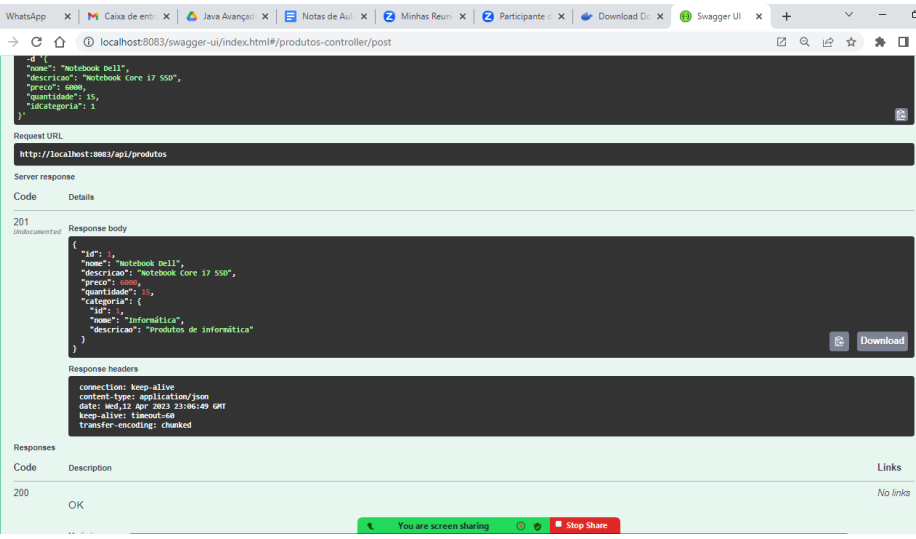 WhatsApp
Caixa de entr
Java Avançad
Notas de Aul
Minhas Reun
Participante d
Download Do
Swagger UI
localhost:8083/swagger-ui/index.html#/produtos-controller/post
-d '{
"nome": "Notebook Dell",
"descricao": "Notebook Core i7 SSD",
"preco": 6000,
"quantidade": 15,
"idCategoria": 1
}'
Request URL
http://localhost:8083/api/produtos
Server response
Code Details
201
Undocumented
Response body
{
"id": 1,
"nome": "Notebook Dell",
"descricao": "Notebook Core i7 SSD",
"preco": 6000,
"quantidade": 15,
"categoria": {
"id": 1,
"nome": "Informática",
"descricao": "Produtos de informática"
}
}
Download
Response headers
connection: keep-alive
content-type: application/json
date: Wed,12 Apr 2023 23:06:49 GMT
keep-alive: timeout=60
transfer-encoding: chunked
Responses
Code Description Links
200 No links
OK
You are screen sharing Stop Share